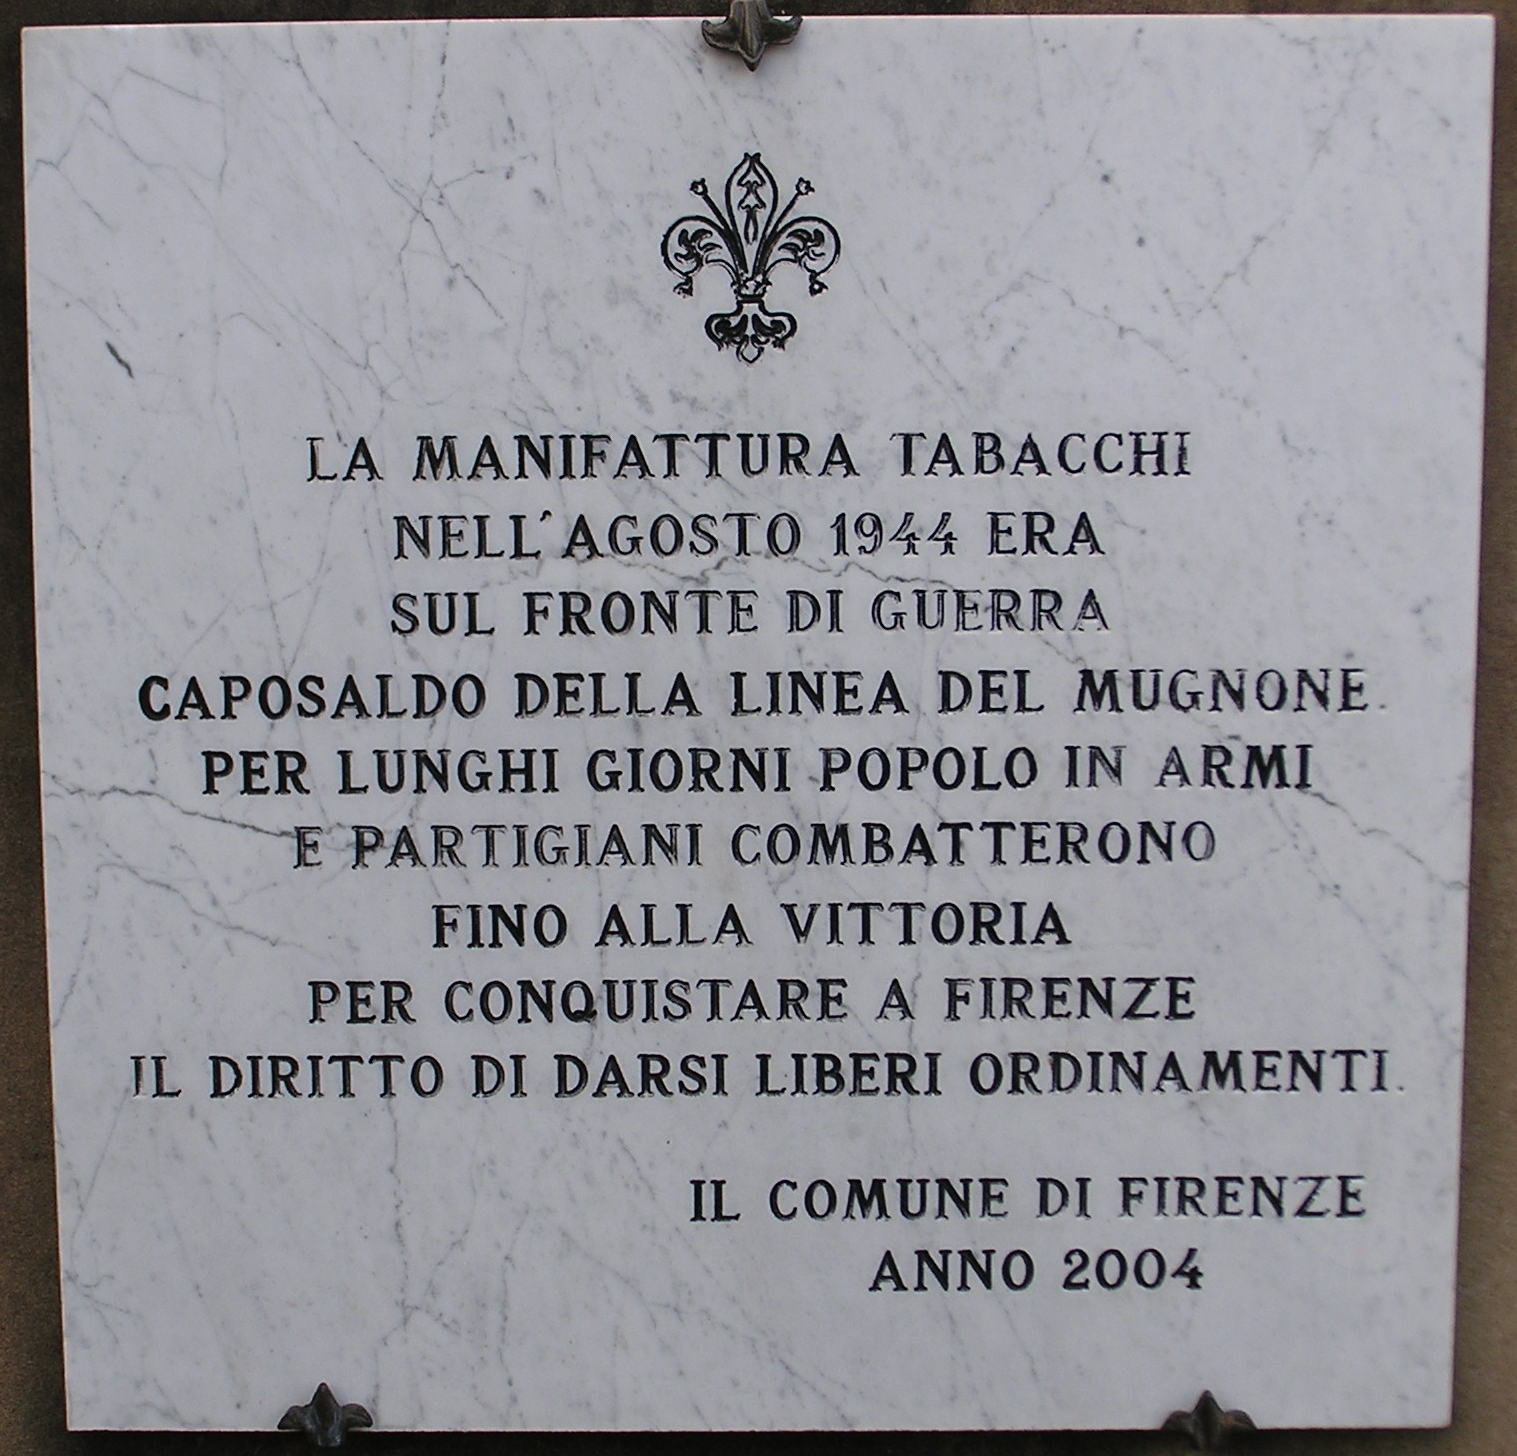 LA MANIFATTURA TABACCHI
NELL'AGOSTO 1944 ERA
SUL FRONTE DI GUERRA
CAPOSALDO DELLA LINEA DEL MUGNONE.
PER LUNGHI GIORNI POPOLO IN ARMI
E PARTIGIANI COMBATTERONO
FINO ALLA VITTORIA
PER CONQUISTARE A FIRENZE
IL DIRITTO DI DARSI LIBERI ORDINAMENTI.
IL COMUNE DI FIRENZE
ANNO 2004